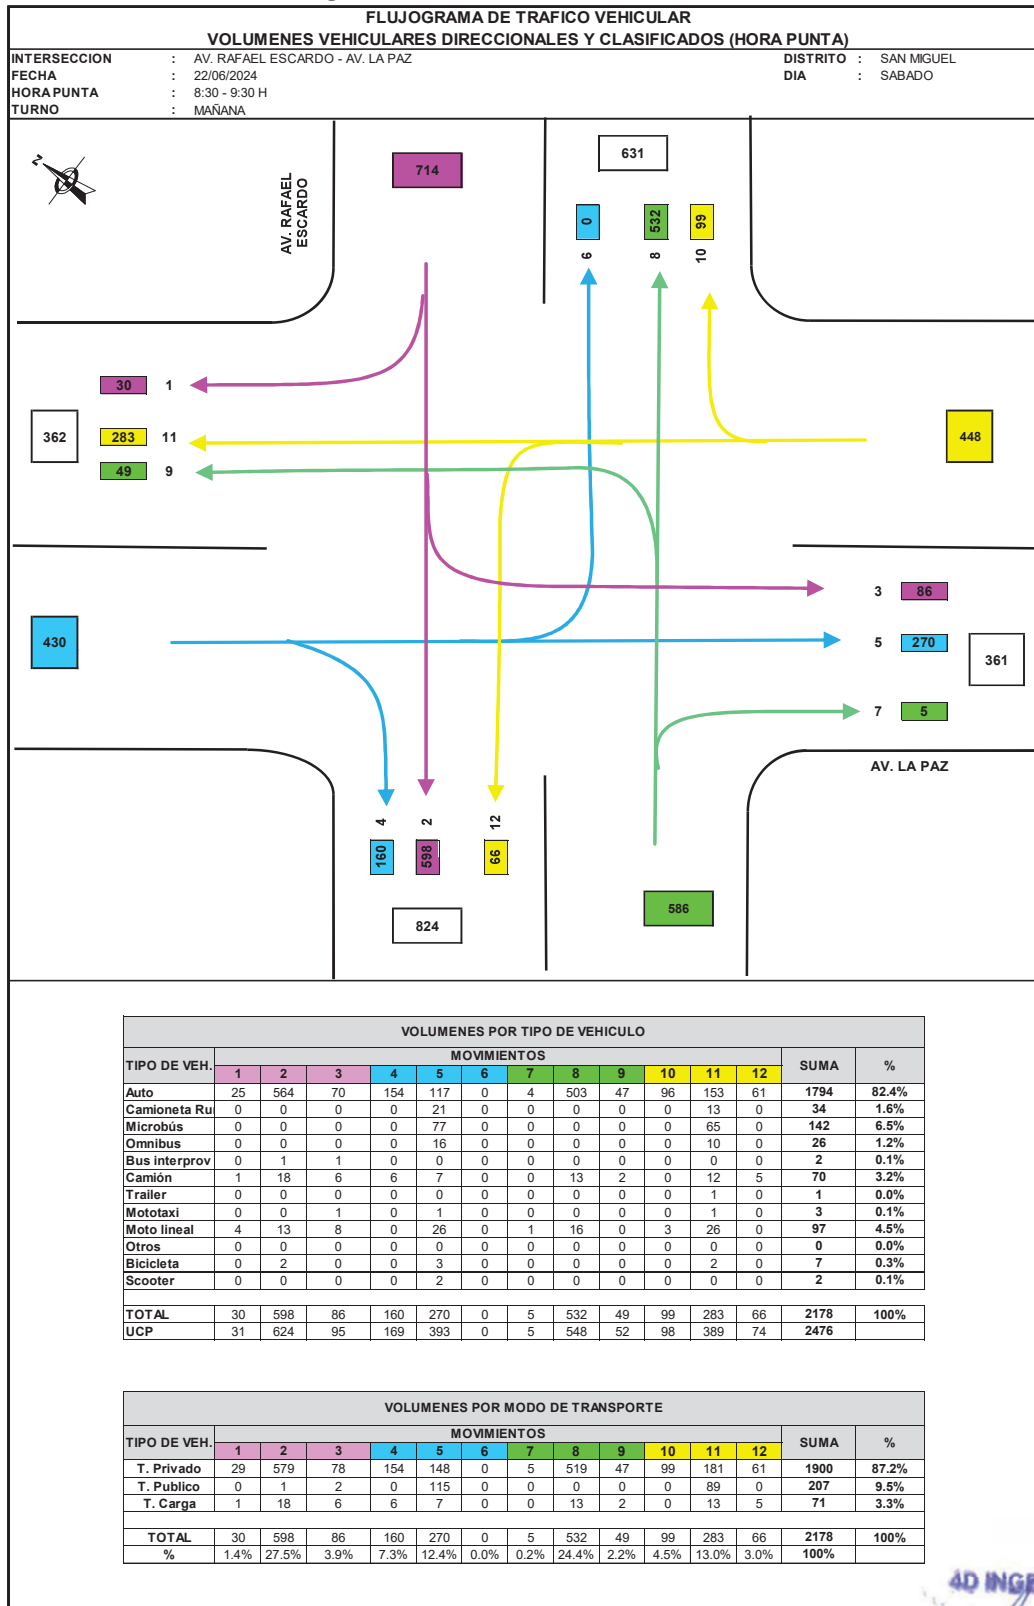 FLUJOGRAMA DE TRAFICO VEHICULAR
VOLUMENES VEHICULARES DIRECCIONALES Y CLASIFICADOS (HORA PUNTA)
INTERSECCION : AV. RAFAEL ESCARDO - AV. LA PAZ DISTRITO : SAN MIGUEL
FECHA : 22/06/2024 DIA : SABADO
HORA PUNTA : 8:30 - 9:30 H
TURNO : MAÑANA
N
AV. RAFAEL
ESCARDO
714
631
0 532 99
6 8 10
30 1
362 283 11 448
49 9
3 86
430 5 270 361
7 5
AV. LA PAZ
4 2 12
160 598 66
824 586
VOLUMENES POR TIPO DE VEHICULO
TIPO DE VEH. MOVIMIENTOS SUMA %
1 2 3 4 5 6 7 8 9 10 11 12
Auto 25 564 70 154 117 0 4 503 47 96 153 61 1794 82.4%
Camioneta Ru 0 0 0 0 21 0 0 0 0 0 13 0 34 1.6%
Microbús 0 0 0 0 77 0 0 0 0 0 65 0 142 6.5%
Omnibus 0 0 0 0 16 0 0 0 0 0 10 0 26 1.2%
Bus interprov 0 1 1 0 0 0 0 0 0 0 0 0 2 0.1%
Camión 1 18 6 6 7 0 0 13 2 0 12 5 70 3.2%
Trailer 0 0 0 0 0 0 0 0 0 0 1 0 1 0.0%
Mototaxi 0 0 1 0 1 0 0 0 0 0 1 0 3 0.1%
Moto lineal 4 13 8 0 26 0 1 16 0 3 26 0 97 4.5%
Otros 0 0 0 0 0 0 0 0 0 0 0 0 0 0.0%
Bicicleta 0 2 0 0 3 0 0 0 0 0 2 0 7 0.3%
Scooter 0 0 0 0 2 0 0 0 0 0 0 0 2 0.1%
TOTAL 30 598 86 160 270 0 5 532 49 99 283 66 2178 100%
UCP 31 624 95 169 393 0 5 548 52 98 389 74 2476
VOLUMENES POR MODO DE TRANSPORTE
TIPO DE VEH. MOVIMIENTOS SUMA %
1 2 3 4 5 6 7 8 9 10 11 12
T. Privado 29 579 78 154 148 0 5 519 47 99 181 61 1900 87.2%
T. Publico 0 1 2 0 115 0 0 0 0 0 89 0 207 9.5%
T. Carga 1 18 6 6 7 0 0 13 2 0 13 5 71 3.3%
TOTAL 30 598 86 160 270 0 5 532 49 99 283 66 2178 100%
% 1.4% 27.5% 3.9% 7.3% 12.4% 0.0% 0.2% 24.4% 2.2% 4.5% 13.0% 3.0% 100%
4D INGE